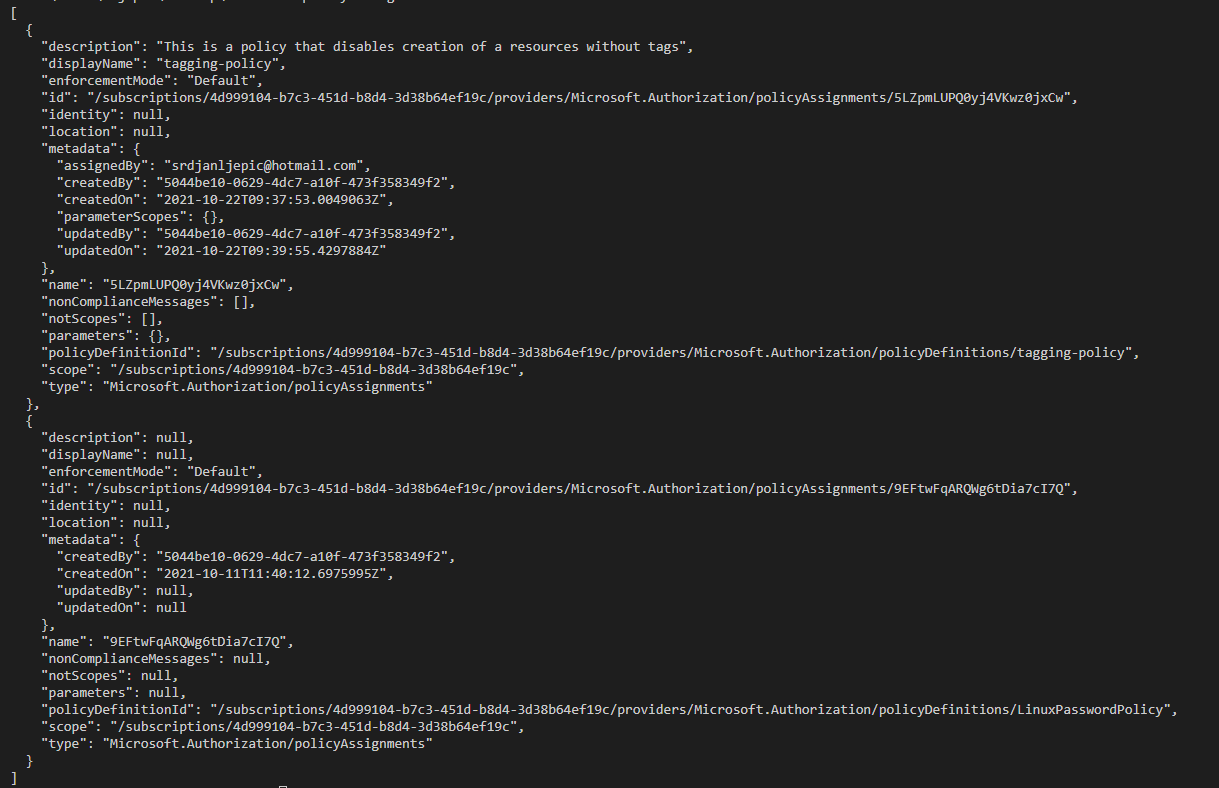 [
{
"description": "This is a policy that disables creation of a resources without tags",
"displayName": "tagging-policy",
"enforcementMode": "Default",
"id": "/subscriptions/4d999104-b7c3-451d-b8d4-3d38b64ef19c/providers/Microsoft.Authorization/policyAssignments/5LZpmLUPQ0yj4VKwz0jxCw",
"identity": null,
"location": null,
"metadata": {
"assignedBy": "srdjanljepic@hotmail.com",
"createdBy": "5044be10-0629-4dc7-a10f-473f358349f2",
"createdOn": "2021-10-22T09:37:53.0049063Z",
"parameterScopes": {},
"updatedBy": "5044be10-0629-4dc7-a10f-473f358349f2",
"updatedOn": "2021-10-22T09:39:55.4297884Z"
},
"name": "5LZpmLUPQ0yj4VKwz0jxCw",
"nonComplianceMessages": [],
"notScopes": [],
"parameters": {},
"policyDefinitionId": "/subscriptions/4d999104-b7c3-451d-b8d4-3d38b64ef19c/providers/Microsoft.Authorization/policyDefinitions/tagging-policy",
"scope": "/subscriptions/4d999104-b7c3-451d-b8d4-3d38b64ef19c",
"type": "Microsoft.Authorization/policyAssignments"
},
{
"description": null,
"displayName": null,
"enforcementMode": "Default",
"id": "/subscriptions/4d999104-b7c3-451d-b8d4-3d38b64ef19c/providers/Microsoft.Authorization/policyAssignments/9EFtwFqARQWg6tDia7cI7Q",
"identity": null,
"location": null,
"metadata": {
"createdBy": "5044be10-0629-4dc7-a10f-473f358349f2",
"createdOn": "2021-10-11T11:40:12.6975995Z",
"updatedBy": null,
"updatedOn": null
},
"name": "9EFtwFqARQWg6tDia7cI7Q",
"nonComplianceMessages": null,
"notScopes": null,
"parameters": null,
"policyDefinitionId": "/subscriptions/4d999104-b7c3-451d-b8d4-3d38b64ef19c/providers/Microsoft.Authorization/policyDefinitions/LinuxPasswordPolicy",
"scope": "/subscriptions/4d999104-b7c3-451d-b8d4-3d38b64ef19c",
"type": "Microsoft.Authorization/policyAssignments"
}
]